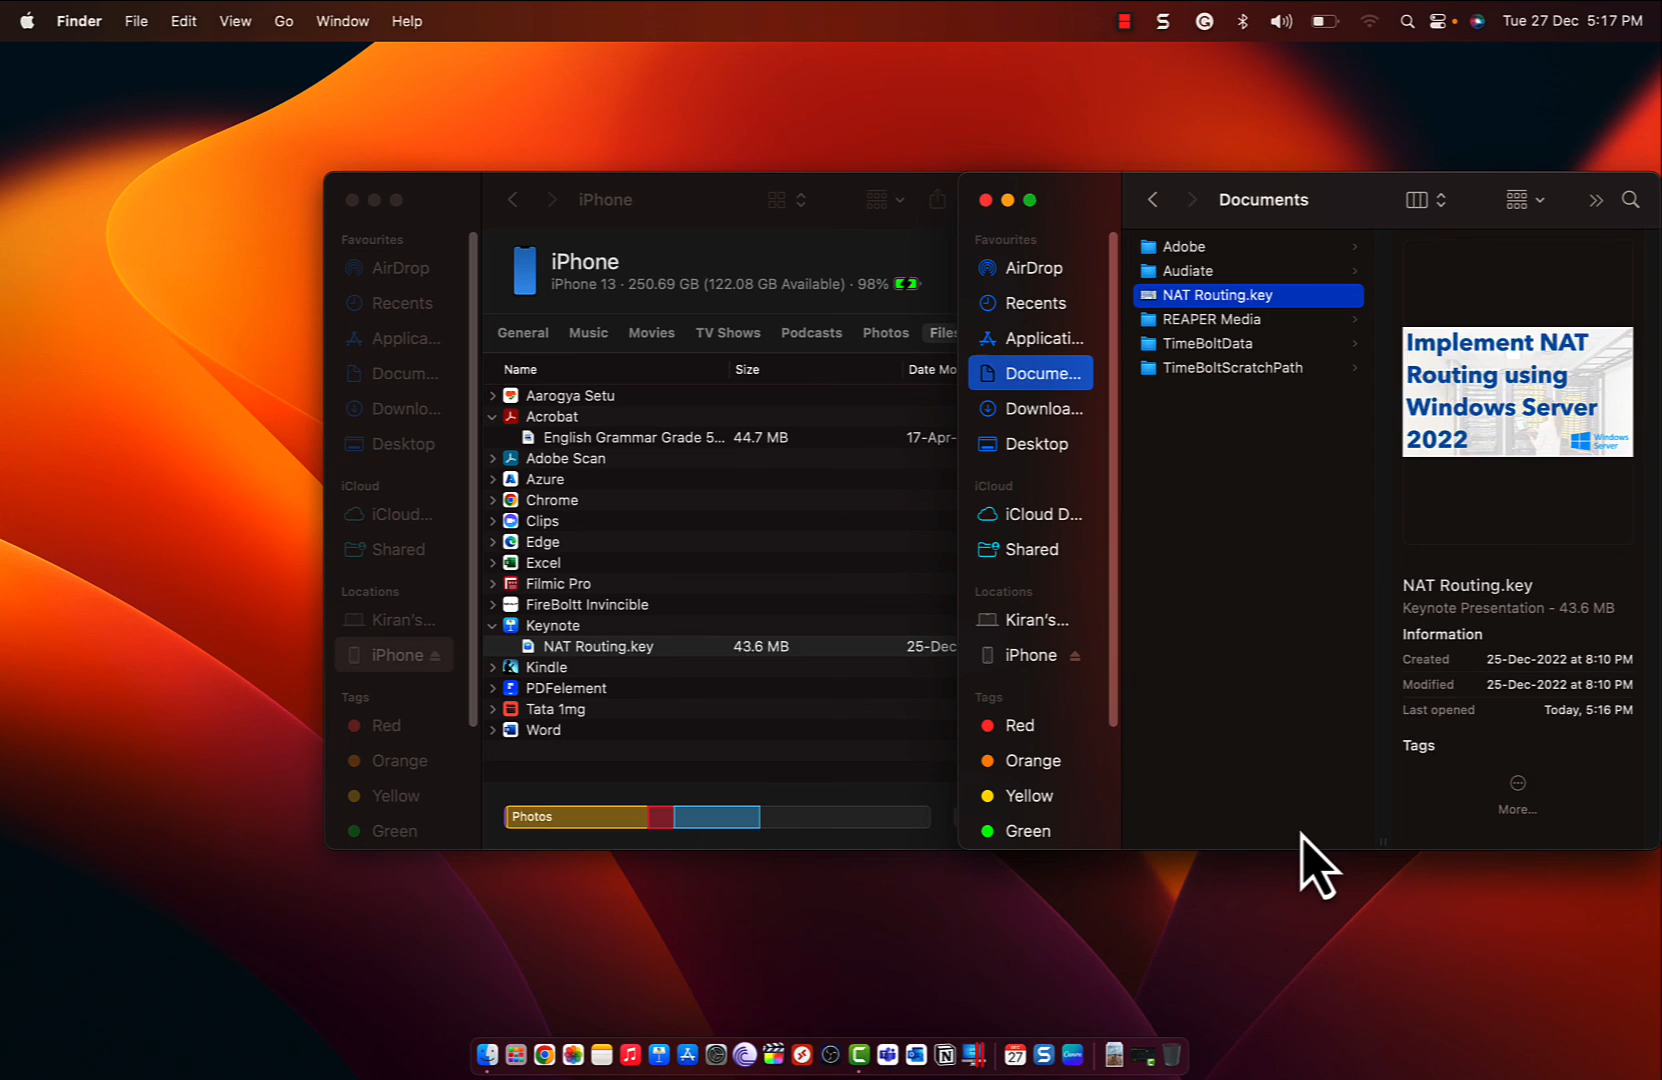 Finder File Edit View Go Window Help
Tue 27 Dec 5:17 PM
iPhone
Favourites
AirDrop
Recents
Applica...
Docum...
Downlo...
Desktop
iCloud
iCloud...
Shared
Locations
Kiran's...
iPhone
Tags
Red
Orange
Yellow
Green
iPhone
iPhone 13 · 250.69 GB (122.08 GB Available) · 98%
General Music Movies TV Shows Podcasts Photos Files
Name Size Date Mo
Aarogya Setu
Acrobat
English Grammar Grade 5... 44.7 MB 17-Apr-
Adobe Scan
Azure
Chrome
Clips
Edge
Excel
Filmic Pro
FireBoltt Invincible
Keynote
NAT Routing.key 43.6 MB 25-Dec
Kindle
PDFelement
Tata 1mg
Word
Photos
Documents
Favourites
AirDrop
Recents
Applicati...
Docume...
Downloa...
Desktop
iCloud
iCloud D...
Shared
Locations
Kiran's...
iPhone
Tags
Red
Orange
Yellow
Green
Adobe
Audiate
NAT Routing.key
REAPER Media
TimeBoltData
TimeBoltScratchPath
Implement NAT
Routing using
Windows Server
2022
Windows
Server
NAT Routing.key
Keynote Presentation - 43.6 MB
Information
Created 25-Dec-2022 at 8:10 PM
Modified 25-Dec-2022 at 8:10 PM
Last opened Today, 5:16 PM
Tags
More...
27